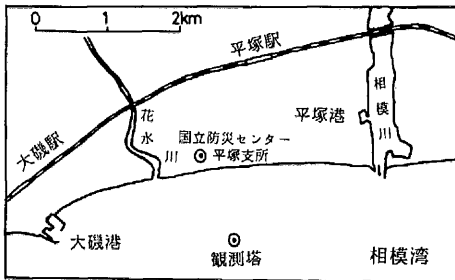 0 1 2km
平塚駅
相模川
平塚港
花水川
国立防災センター
平塚支所
大磯駅
大磯港
観測塔
相模湾